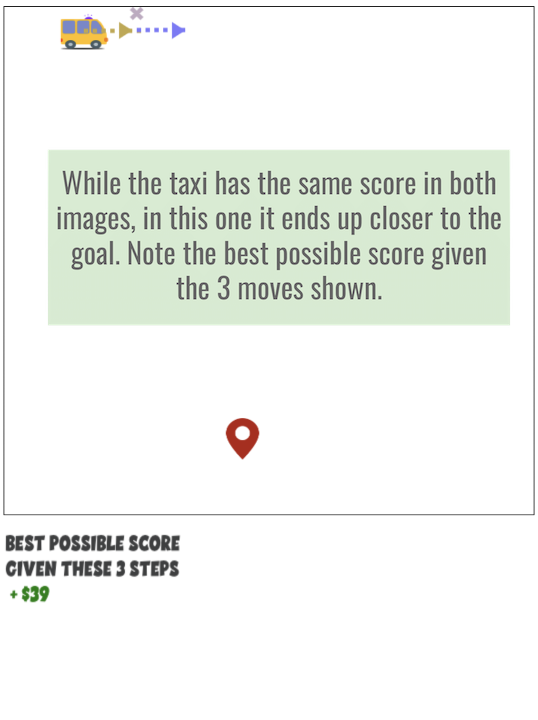 While the taxi has the same score in both
images, in this one it ends up closer to the
goal. Note the best possible score given
the 3 moves shown.
BEST POSSIBLE SCORE
GIVEN THESE 3 STEPS
+ $39